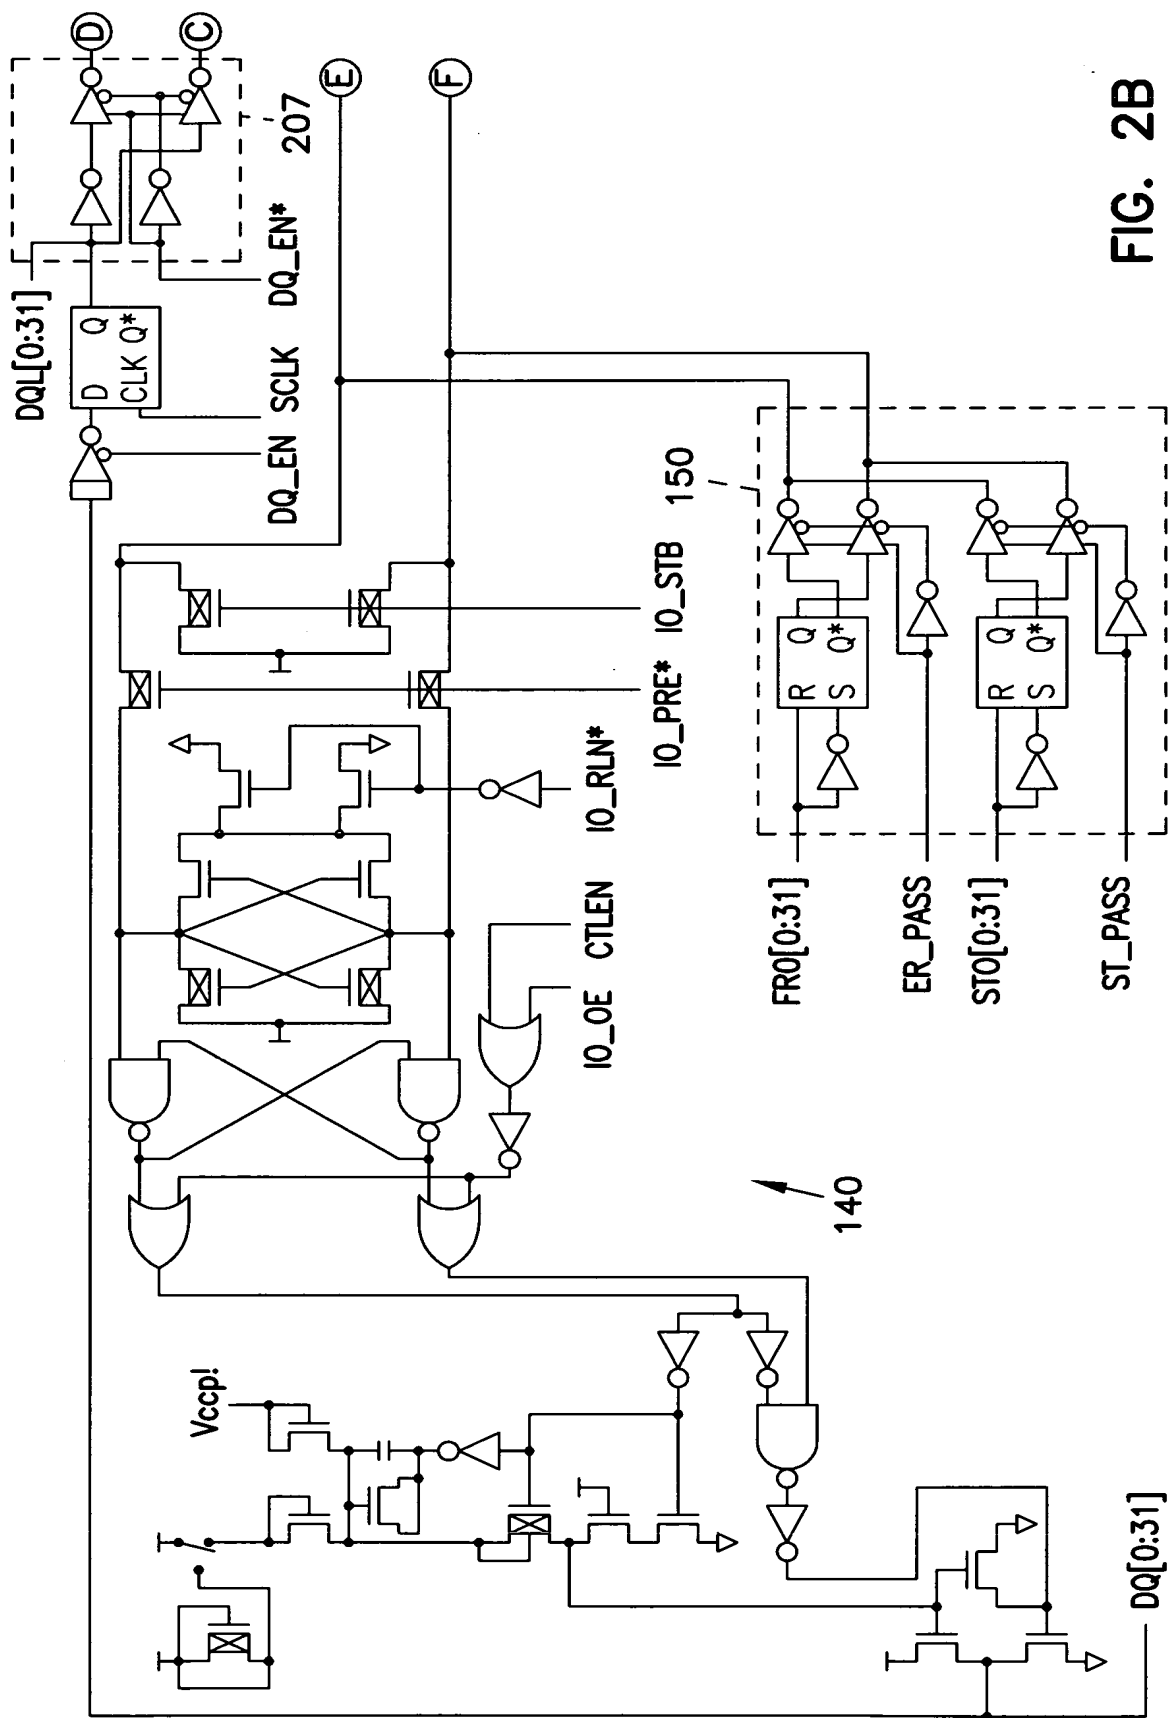 D
C
207
DQL[0:31]
D Q
CLK Q*
DQ_EN
SCLK
DQ_EN*
E
F
IO_STB
IO_PRE*
IO_RLN*
CTLEN
IO_OE
140
150
R Q
S Q*
R Q
S Q*
FRO[0:31]
ER_PASS
STO[0:31]
ST_PASS
Vccp!
DQ[0:31]
FIG. 2B